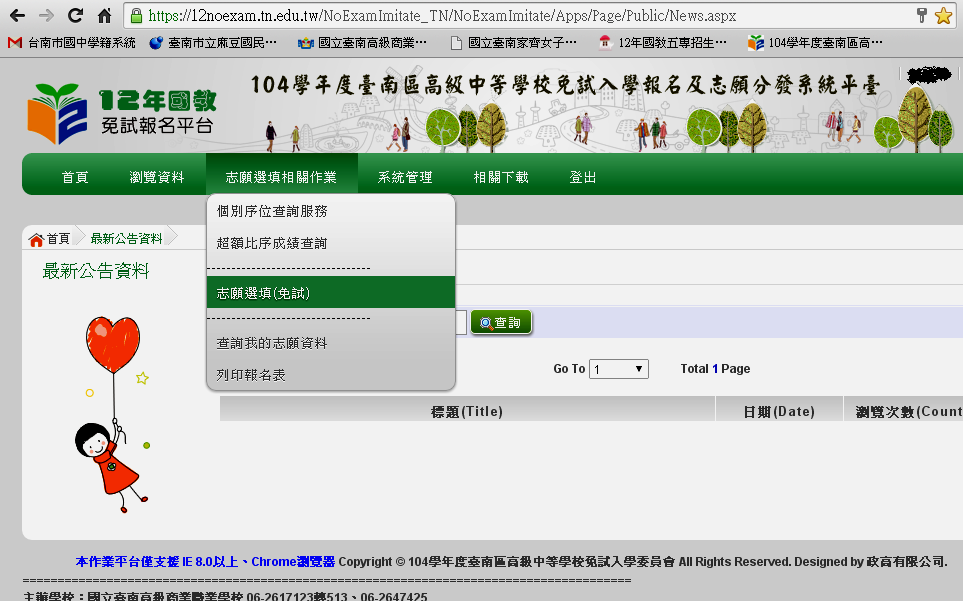 https://12noexam.tn.edu.tw/NoExamImitate_TN/NoExamImitate/Apps/Page/Public/News.aspx
台南市國中學籍系統 臺南市立麻豆國民⋯ 國立臺南高級商業⋯ 國立臺南家齊女子⋯ 12年國教五專招生⋯ 104學年度臺南區高⋯
12年國教
免試報名平台
104學年度臺南區高級中等學校免試入學報名及志願分發系統平臺
首頁 瀏覽資料 志願選填相關作業 系統管理 相關下載 登出
個別序位查詢服務
超額比序成績查詢
------------------------------
志願選填(免試)
------------------------------
查詢我的志願資料
列印報名表
首頁 最新公告資料
最新公告資料
查詢
Go To 1 Total 1 Page
標題(Title) 日期(Date) 瀏覽次數(Count
本作業平台僅支援 IE 8.0以上、Chrome瀏覽器 Copyright © 104學年度臺南區高級中等學校免試入學委員會 All Rights Reserved. Designed by 政高有限公司.
================================================================================
主辦學校：國立臺南高級商業職業學校 06-2617123轉513、06-2647425